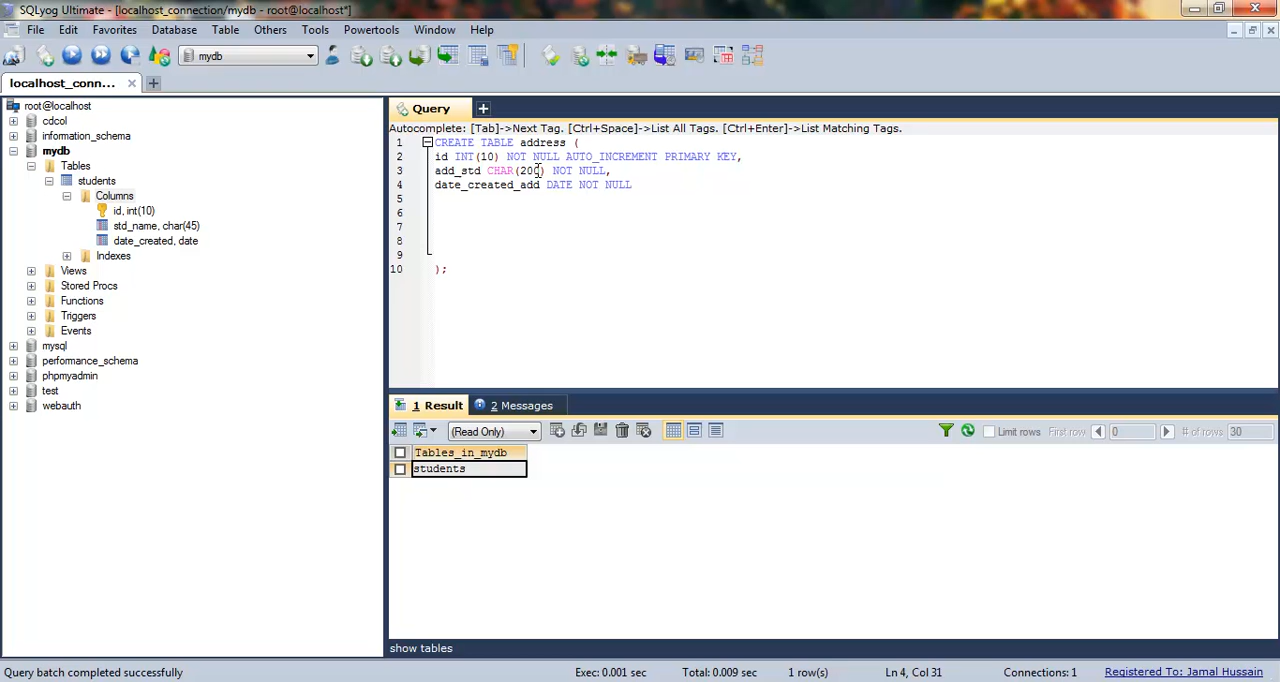 SQLyog Ultimate - [localhost_connection/mydb - root@localhost*]
File Edit Favorites Database Table Others Tools Powertools Window Help
mydb
localhost_conn...
root@localhost
cdcol
information_schema
mydb
Tables
students
Columns
id, int(10)
std_name, char(45)
date_created, date
Indexes
Views
Stored Procs
Functions
Triggers
Events
mysql
performance_schema
phpmyadmin
test
webauth
Query
Autocomplete: [Tab]->Next Tag. [Ctrl+Space]->List All Tags. [Ctrl+Enter]->List Matching Tags.
1 CREATE TABLE address (
2 id INT(10) NOT NULL AUTO_INCREMENT PRIMARY KEY,
3 add_std CHAR(200) NOT NULL,
4 date_created_add DATE NOT NULL
5
6
7
8
9
10 );
1 Result 2 Messages
(Read Only) Limit rows First row 0 # of rows 30
Tables_in_mydb
students
show tables
Query batch completed successfully Exec: 0.001 sec Total: 0.009 sec 1 row(s) Ln 4, Col 31 Connections: 1 Registered To: Jamal Hussain